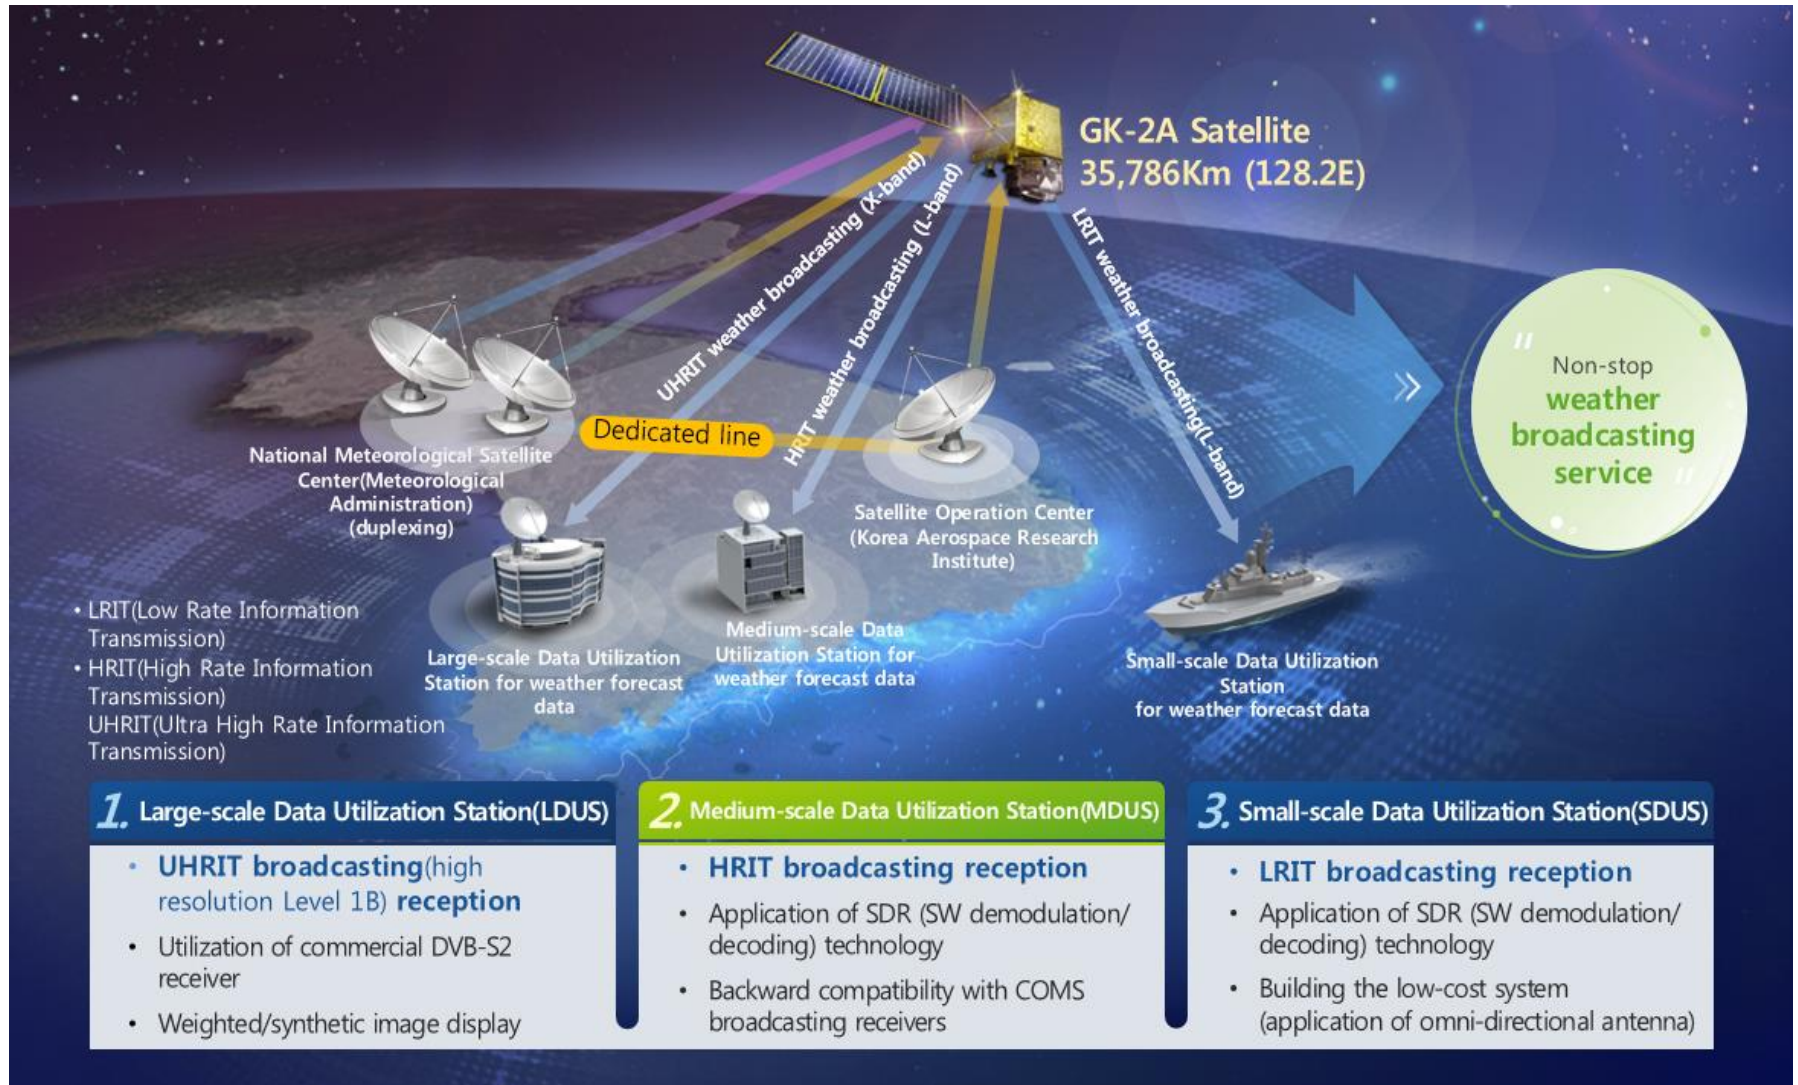 GK-2A Satellite
35,786Km (128.2E)
UHRIT weather broadcasting (X-band)
HRIT weather broadcasting (L-band)
LRIT weather broadcasting(L-band)
Non-stop
weather
broadcasting
service
Dedicated line
National Meteorological Satellite
Center(Meteorological
Administration)
(duplexing)
Satellite Operation Center
(Korea Aerospace Research
Institute)
• LRIT(Low Rate Information
Transmission)
• HRIT(High Rate Information
Transmission)
UHRIT(Ultra High Rate Information
Transmission)
Large-scale Data Utilization
Station for weather forecast
data
Medium-scale Data
Utilization Station for
weather forecast data
Small-scale Data Utilization
Station
for weather forecast data
1. Large-scale Data Utilization Station(LDUS)
• UHRIT broadcasting(high
resolution Level 1B) reception
• Utilization of commercial DVB-S2
receiver
• Weighted/synthetic image display
2. Medium-scale Data Utilization Station(MDUS)
• HRIT broadcasting reception
• Application of SDR (SW demodulation/
decoding) technology
• Backward compatibility with COMS
broadcasting receivers
3. Small-scale Data Utilization Station(SDUS)
• LRIT broadcasting reception
• Application of SDR (SW demodulation/
decoding) technology
• Building the low-cost system
(application of omni-directional antenna)